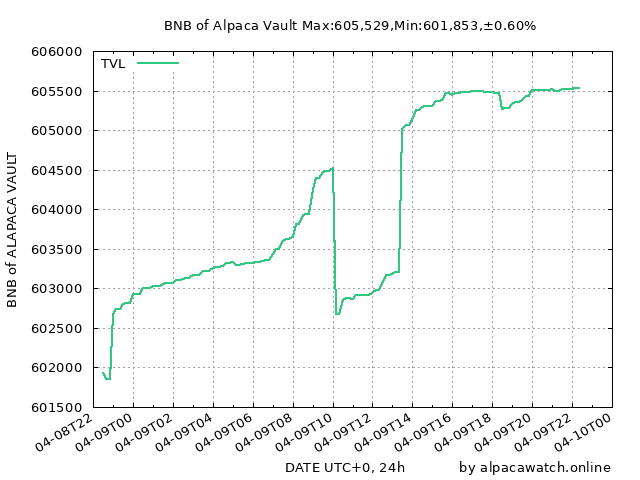 BNB of Alpaca Vault Max:605,529,Min:601,853,±0.60%
TVL
606000
605500
605000
604500
604000
603500
603000
602500
602000
601500
BNB of ALAPACA VAULT
04-08T22
04-09T00
04-09T02
04-09T04
04-09T06
04-09T08
04-09T10
04-09T12
04-09T14
04-09T16
04-09T18
04-09T20
04-09T22
04-10T00
DATE UTC+0, 24h
by alpacawatch.online